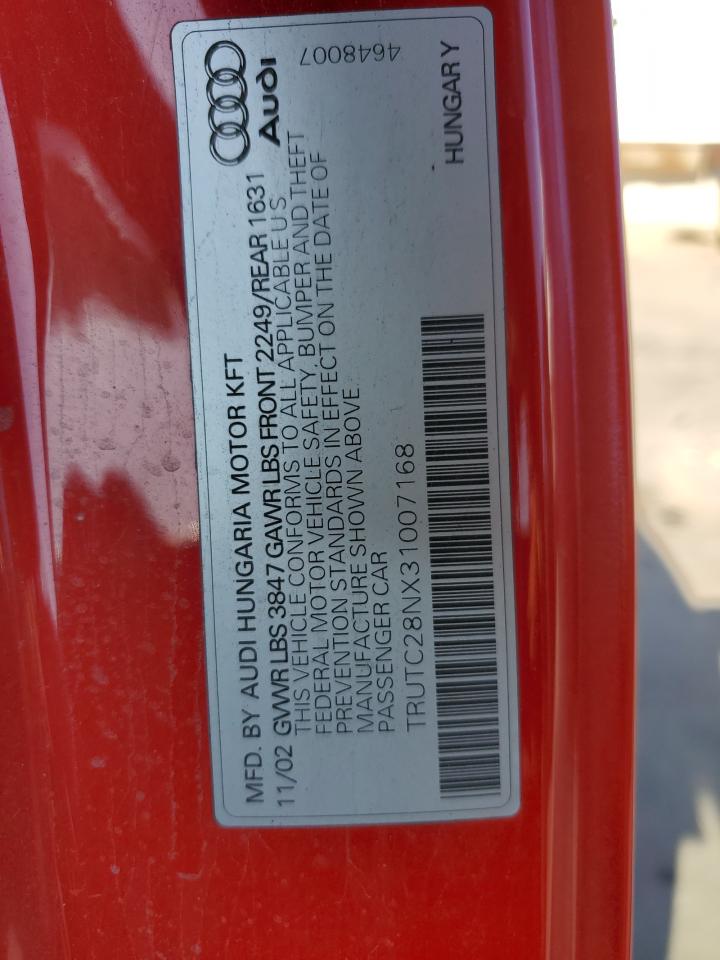 MFD. BY AUDI HUNGARIA MOTOR KFT
11/02 GVWR LBS 3847 GAWR LBS FRONT 2249/REAR 1631
THIS VEHICLE CONFORMS TO ALL APPLICABLE US
FEDERAL MOTOR VEHICLE SAFETY, BUMPER AND THEFT
PREVENTION STANDARDS IN EFFECT ON THE DATE OF
MANUFACTURE SHOWN ABOVE
PASSENGER CAR
TRUTC28NX31007168
Audi
4648007
HUNGARY